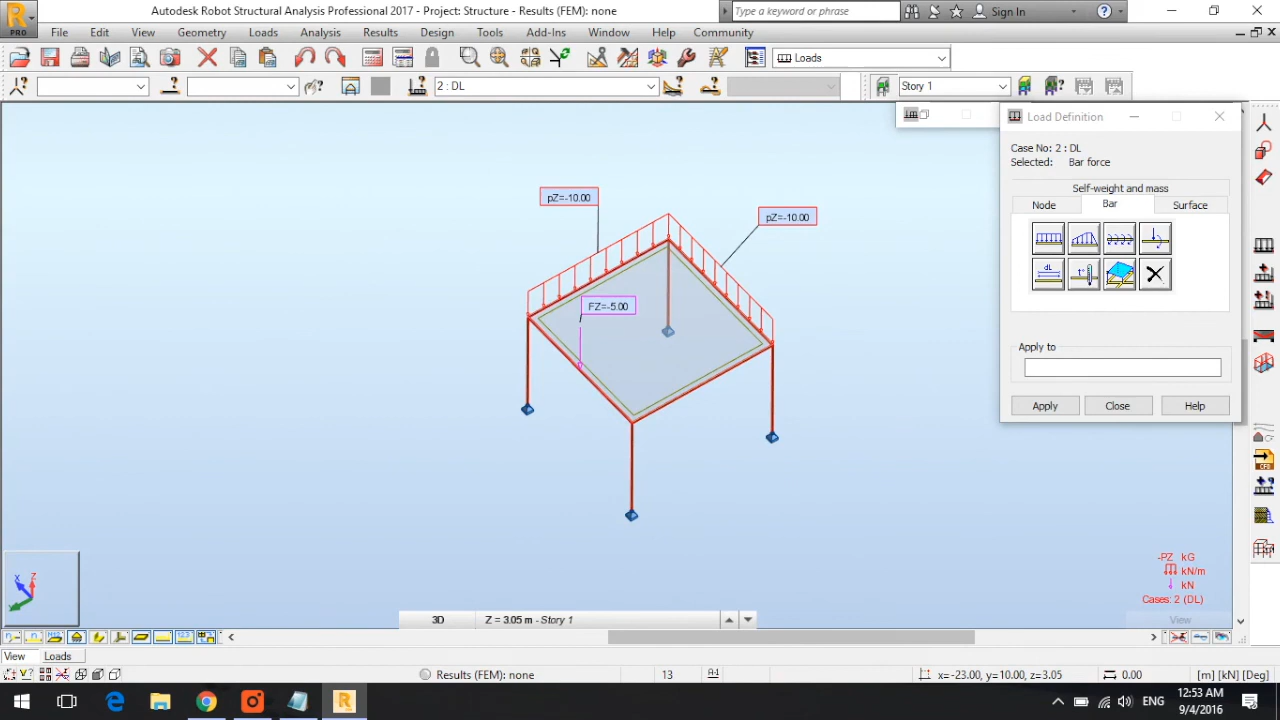 Autodesk Robot Structural Analysis Professional 2017 - Project: Structure - Results (FEM): none
Type a keyword or phrase
Sign In
PRO
File Edit View Geometry Loads Analysis Results Design Tools Add-Ins Window Help Community
Loads
2 : DL
Story 1
Load Definition
Case No: 2 : DL
Selected: Bar force
Self-weight and mass
Node Bar Surface
dL
Apply to
Apply Close Help
pZ=-10.00
pZ=-10.00
FZ=-5.00
X Z
-PZ kG
kN/m
kN
Cases: 2 (DL)
3D
Z = 3.05 m - Story 1
View
View Loads
Results (FEM): none
13
x=-23.00, y=10.00, z=3.05
0.00
[m] [kN] [Deg]
ENG
12:53 AM
9/4/2016